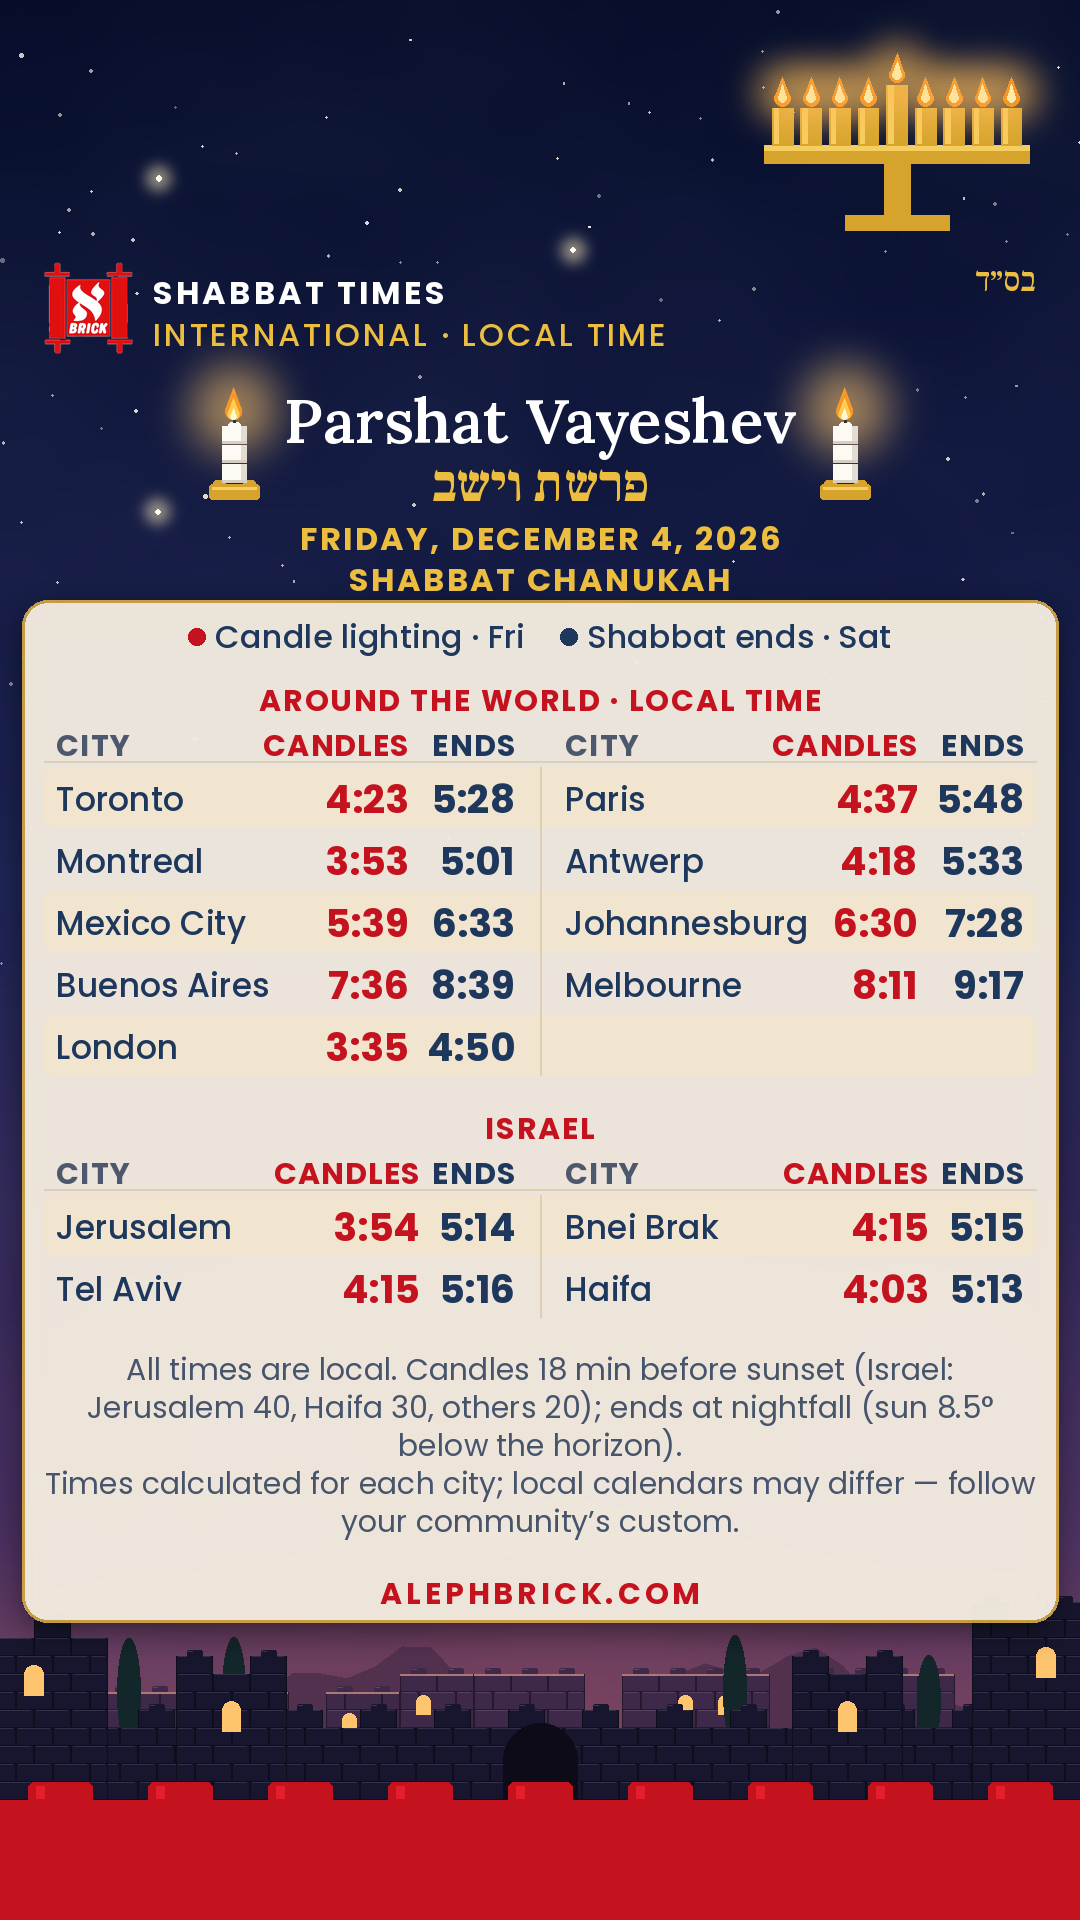 בס״ד
SHABBAT TIMES
INTERNATIONAL · LOCAL TIME
BRICK
Parshat Vayeshev
פרשת וישב
FRIDAY, DECEMBER 4, 2026
SHABBAT CHANUKAH
Candle lighting · Fri Shabbat ends · Sat
AROUND THE WORLD · LOCAL TIME
CITY CANDLES ENDS CITY CANDLES ENDS
Toronto 4:23 5:28 Paris 4:37 5:48
Montreal 3:53 5:01 Antwerp 4:18 5:33
Mexico City 5:39 6:33 Johannesburg 6:30 7:28
Buenos Aires 7:36 8:39 Melbourne 8:11 9:17
London 3:35 4:50
ISRAEL
CITY CANDLES ENDS CITY CANDLES ENDS
Jerusalem 3:54 5:14 Bnei Brak 4:15 5:15
Tel Aviv 4:15 5:16 Haifa 4:03 5:13
All times are local. Candles 18 min before sunset (Israel:
Jerusalem 40, Haifa 30, others 20); ends at nightfall (sun 8.5°
below the horizon).
Times calculated for each city; local calendars may differ — follow
your community’s custom.
ALEPHBRICK.COM